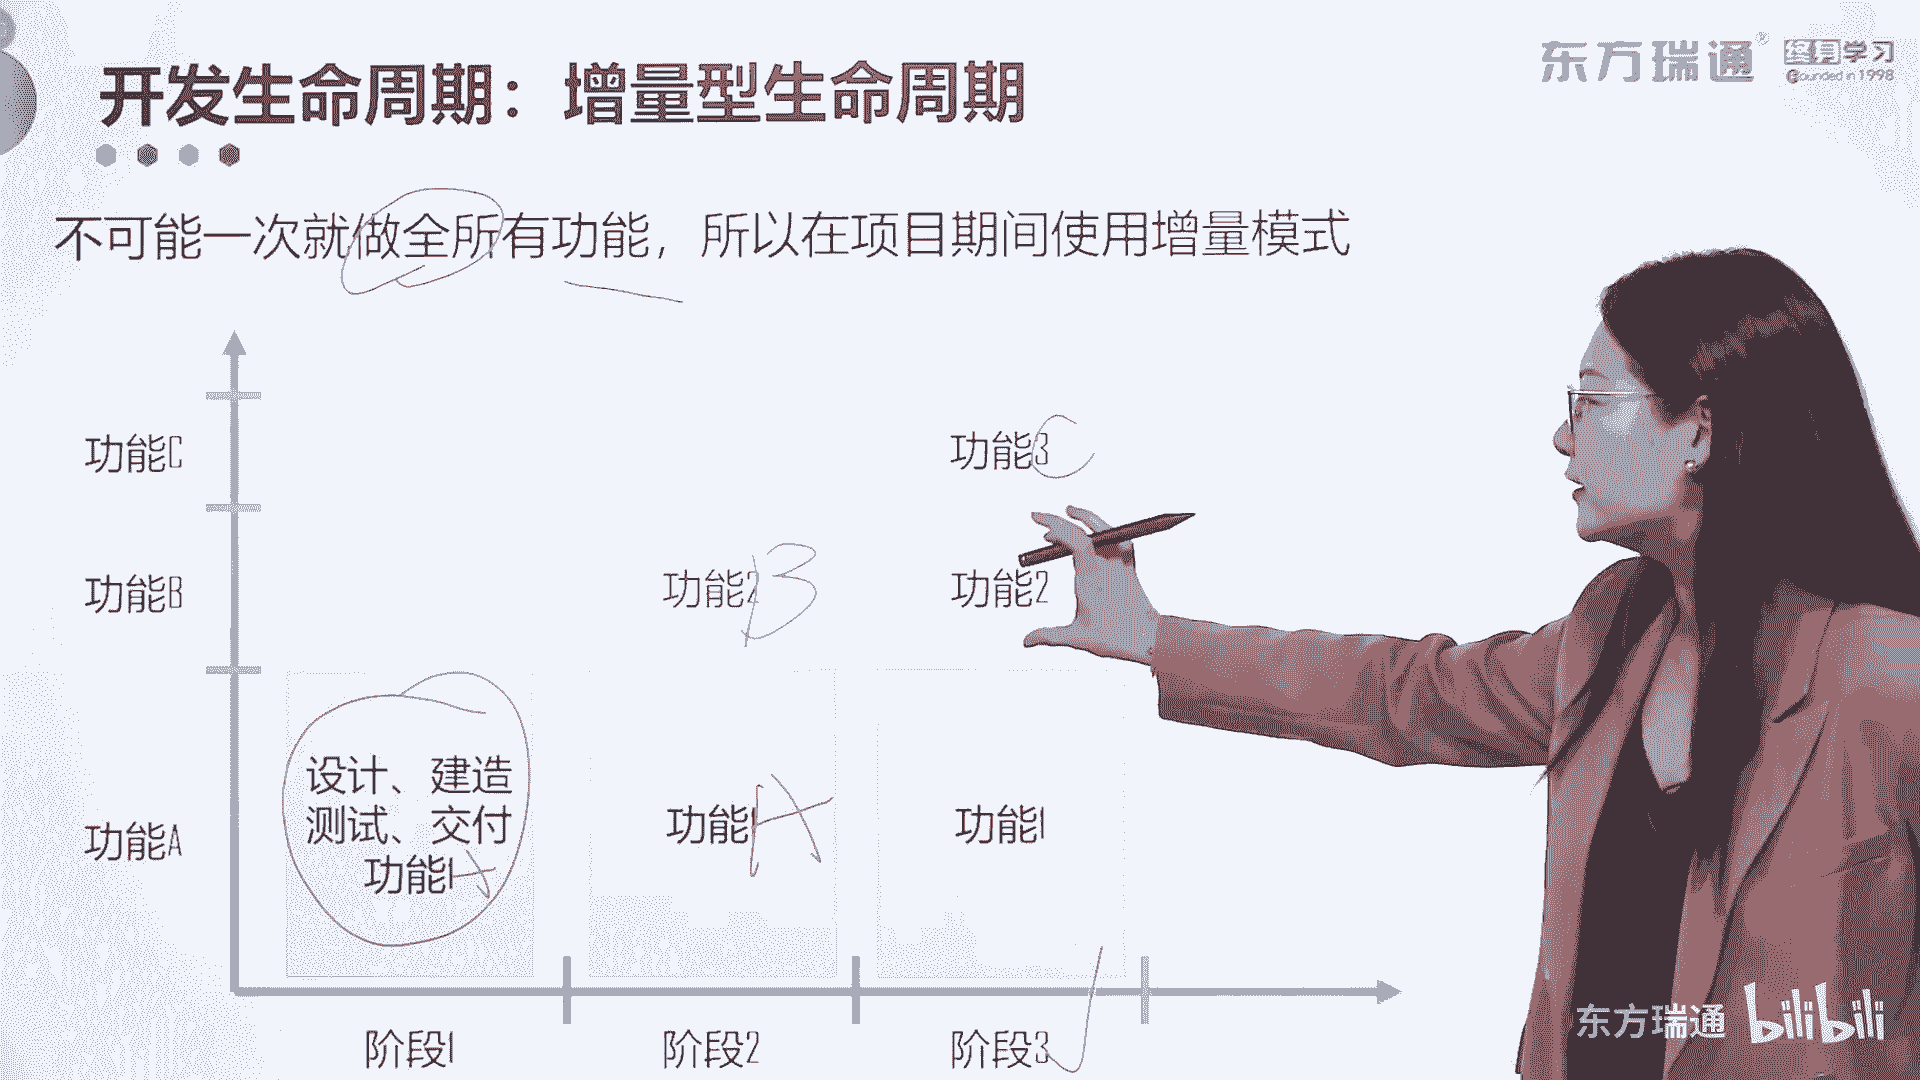 开发生命周期：增量型生命周期
东方瑞通®
终身学习
Founded in 1998
不可能一次就做全所有功能，所以在项目期间使用增量模式
功能C
功能3 C
功能B
功能2 B
功能2
功能A
设计、建造
测试、交付
功能1 A
功能1 A
功能1
阶段1
阶段2
阶段3
东方瑞通 bilibili